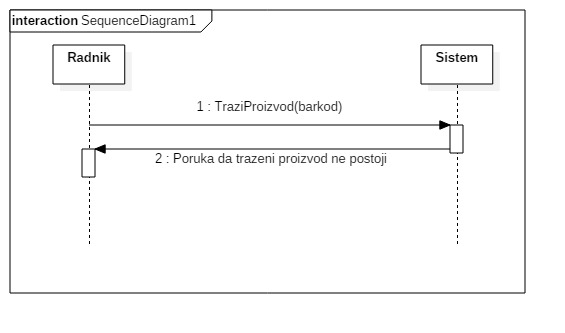 interaction SequenceDiagram1
Radnik
Sistem
1 : TraziProizvod(barkod)
2 : Poruka da trazeni proizvod ne postoji